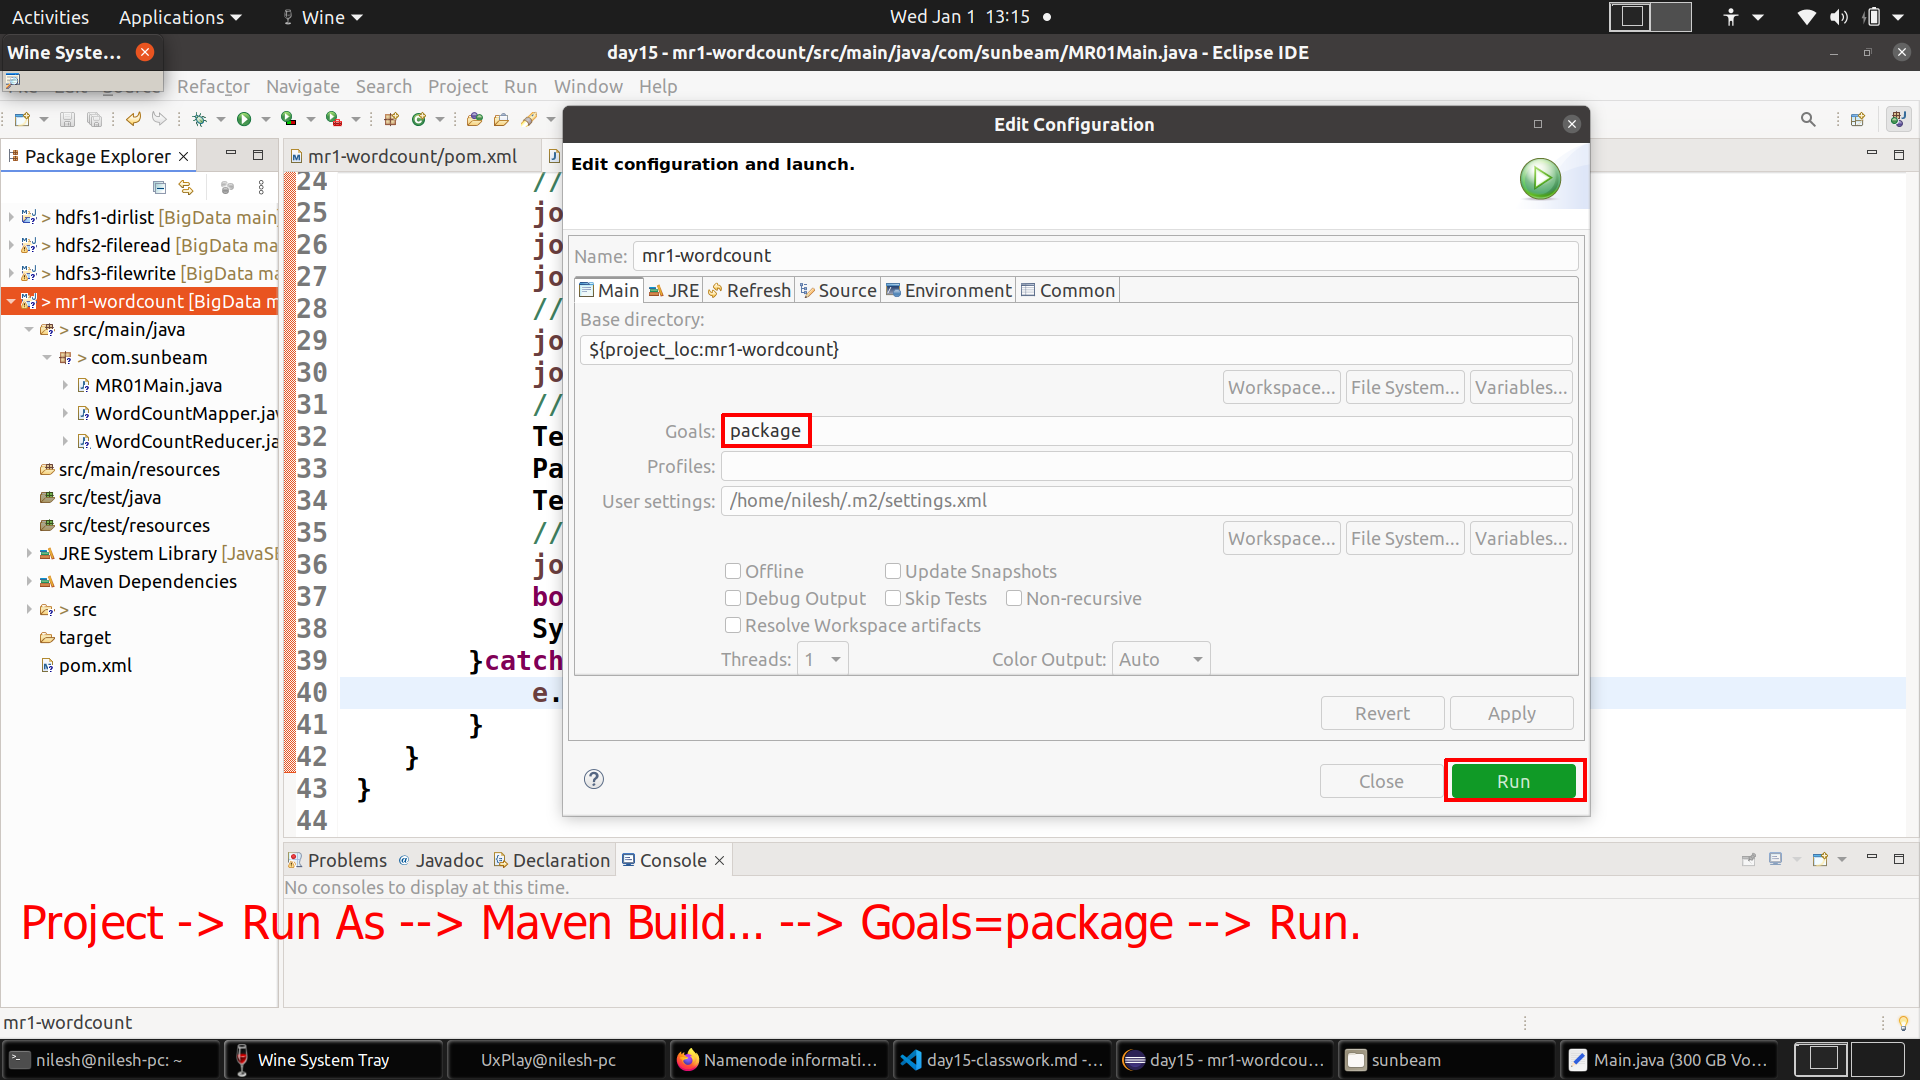 Activities Applications Wine Wed Jan 1 13:15
Wine Syste... day15 - mr1-wordcount/src/main/java/com/sunbeam/MR01Main.java - Eclipse IDE
Refactor Navigate Search Project Run Window Help
Edit Configuration
Package Explorer
mr1-wordcount/pom.xml
Edit configuration and launch.
> hdfs1-dirlist [BigData main
> hdfs2-fileread [BigData ma
> hdfs3-filewrite [BigData ma
> mr1-wordcount [BigData m
> src/main/java
> com.sunbeam
MR01Main.java
WordCountMapper.jav
WordCountReducer.ja
src/main/resources
src/test/java
src/test/resources
JRE System Library [JavaSE
Maven Dependencies
> src
target
pom.xml
24 //
25 jo
26 jo
27 jo
28 //
29 jo
30 jo
31 //
32 Te
33 Pa
34 Te
35 //
36 jo
37 bo
38 Sy
39 }catch
40 e.
41 }
42 }
43 }
44
Name: mr1-wordcount
Main JRE Refresh Source Environment Common
Base directory:
${project_loc:mr1-wordcount}
Workspace... File System... Variables...
Goals: package
Profiles:
User settings: /home/nilesh/.m2/settings.xml
Workspace... File System... Variables...
Offline Update Snapshots
Debug Output Skip Tests Non-recursive
Resolve Workspace artifacts
Threads: 1 Color Output: Auto
Revert Apply
Close Run
Problems Javadoc Declaration Console
No consoles to display at this time.
Project -> Run As --> Maven Build... --> Goals=package --> Run.
mr1-wordcount
nilesh@nilesh-pc: ~ Wine System Tray UxPlay@nilesh-pc Namenode informati... day15-classwork.md -... day15 - mr1-wordcou... sunbeam Main.java (300 GB Vo...